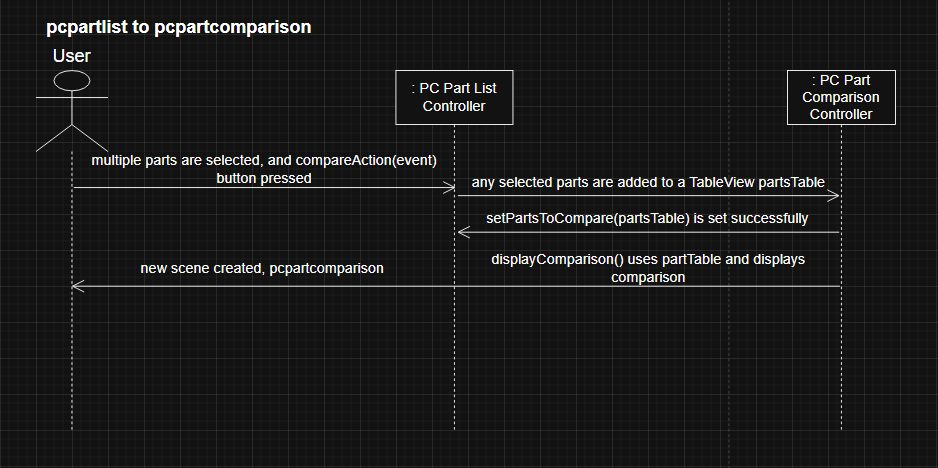 pcpartlist to pcpartcomparison
User
: PC Part List
Controller
: PC Part
Comparison
Controller
multiple parts are selected, and compareAction(event)
button pressed
any selected parts are added to a TableView partsTable
setPartsToCompare(partsTable) is set successfully
new scene created, pcpartcomparison
displayComparison() uses partTable and displays
comparison